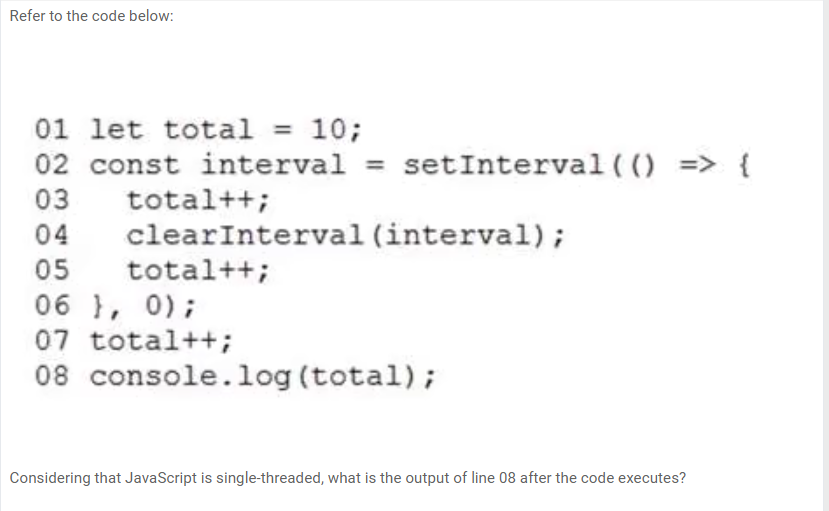 Refer to the code below:
01 let total = 10;
02 const interval = setInterval(() => {
03   total++;
04   clearInterval(interval);
05   total++;
06 }, 0);
07 total++;
08 console.log(total);
Considering that JavaScript is single-threaded, what is the output of line 08 after the code executes?